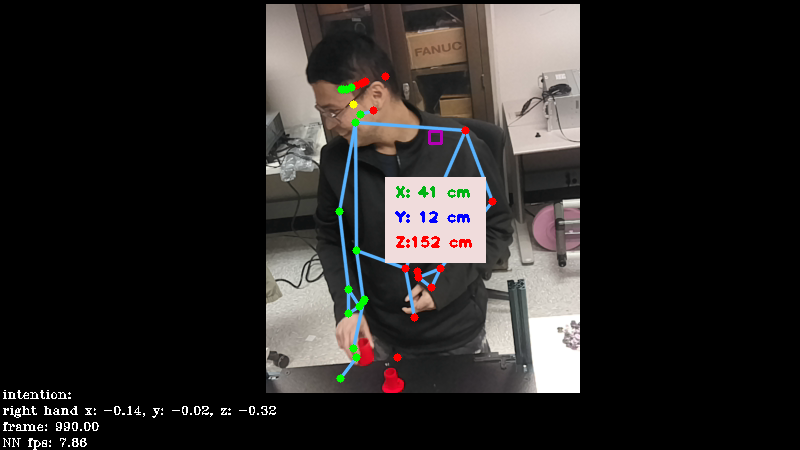 FANUC
X: 41 cm
Y: 12 cm
Z:152 cm
intention:
right hand x: -0.14, y: -0.02, z: -0.32
frame: 990.00
NN fps: 7.86